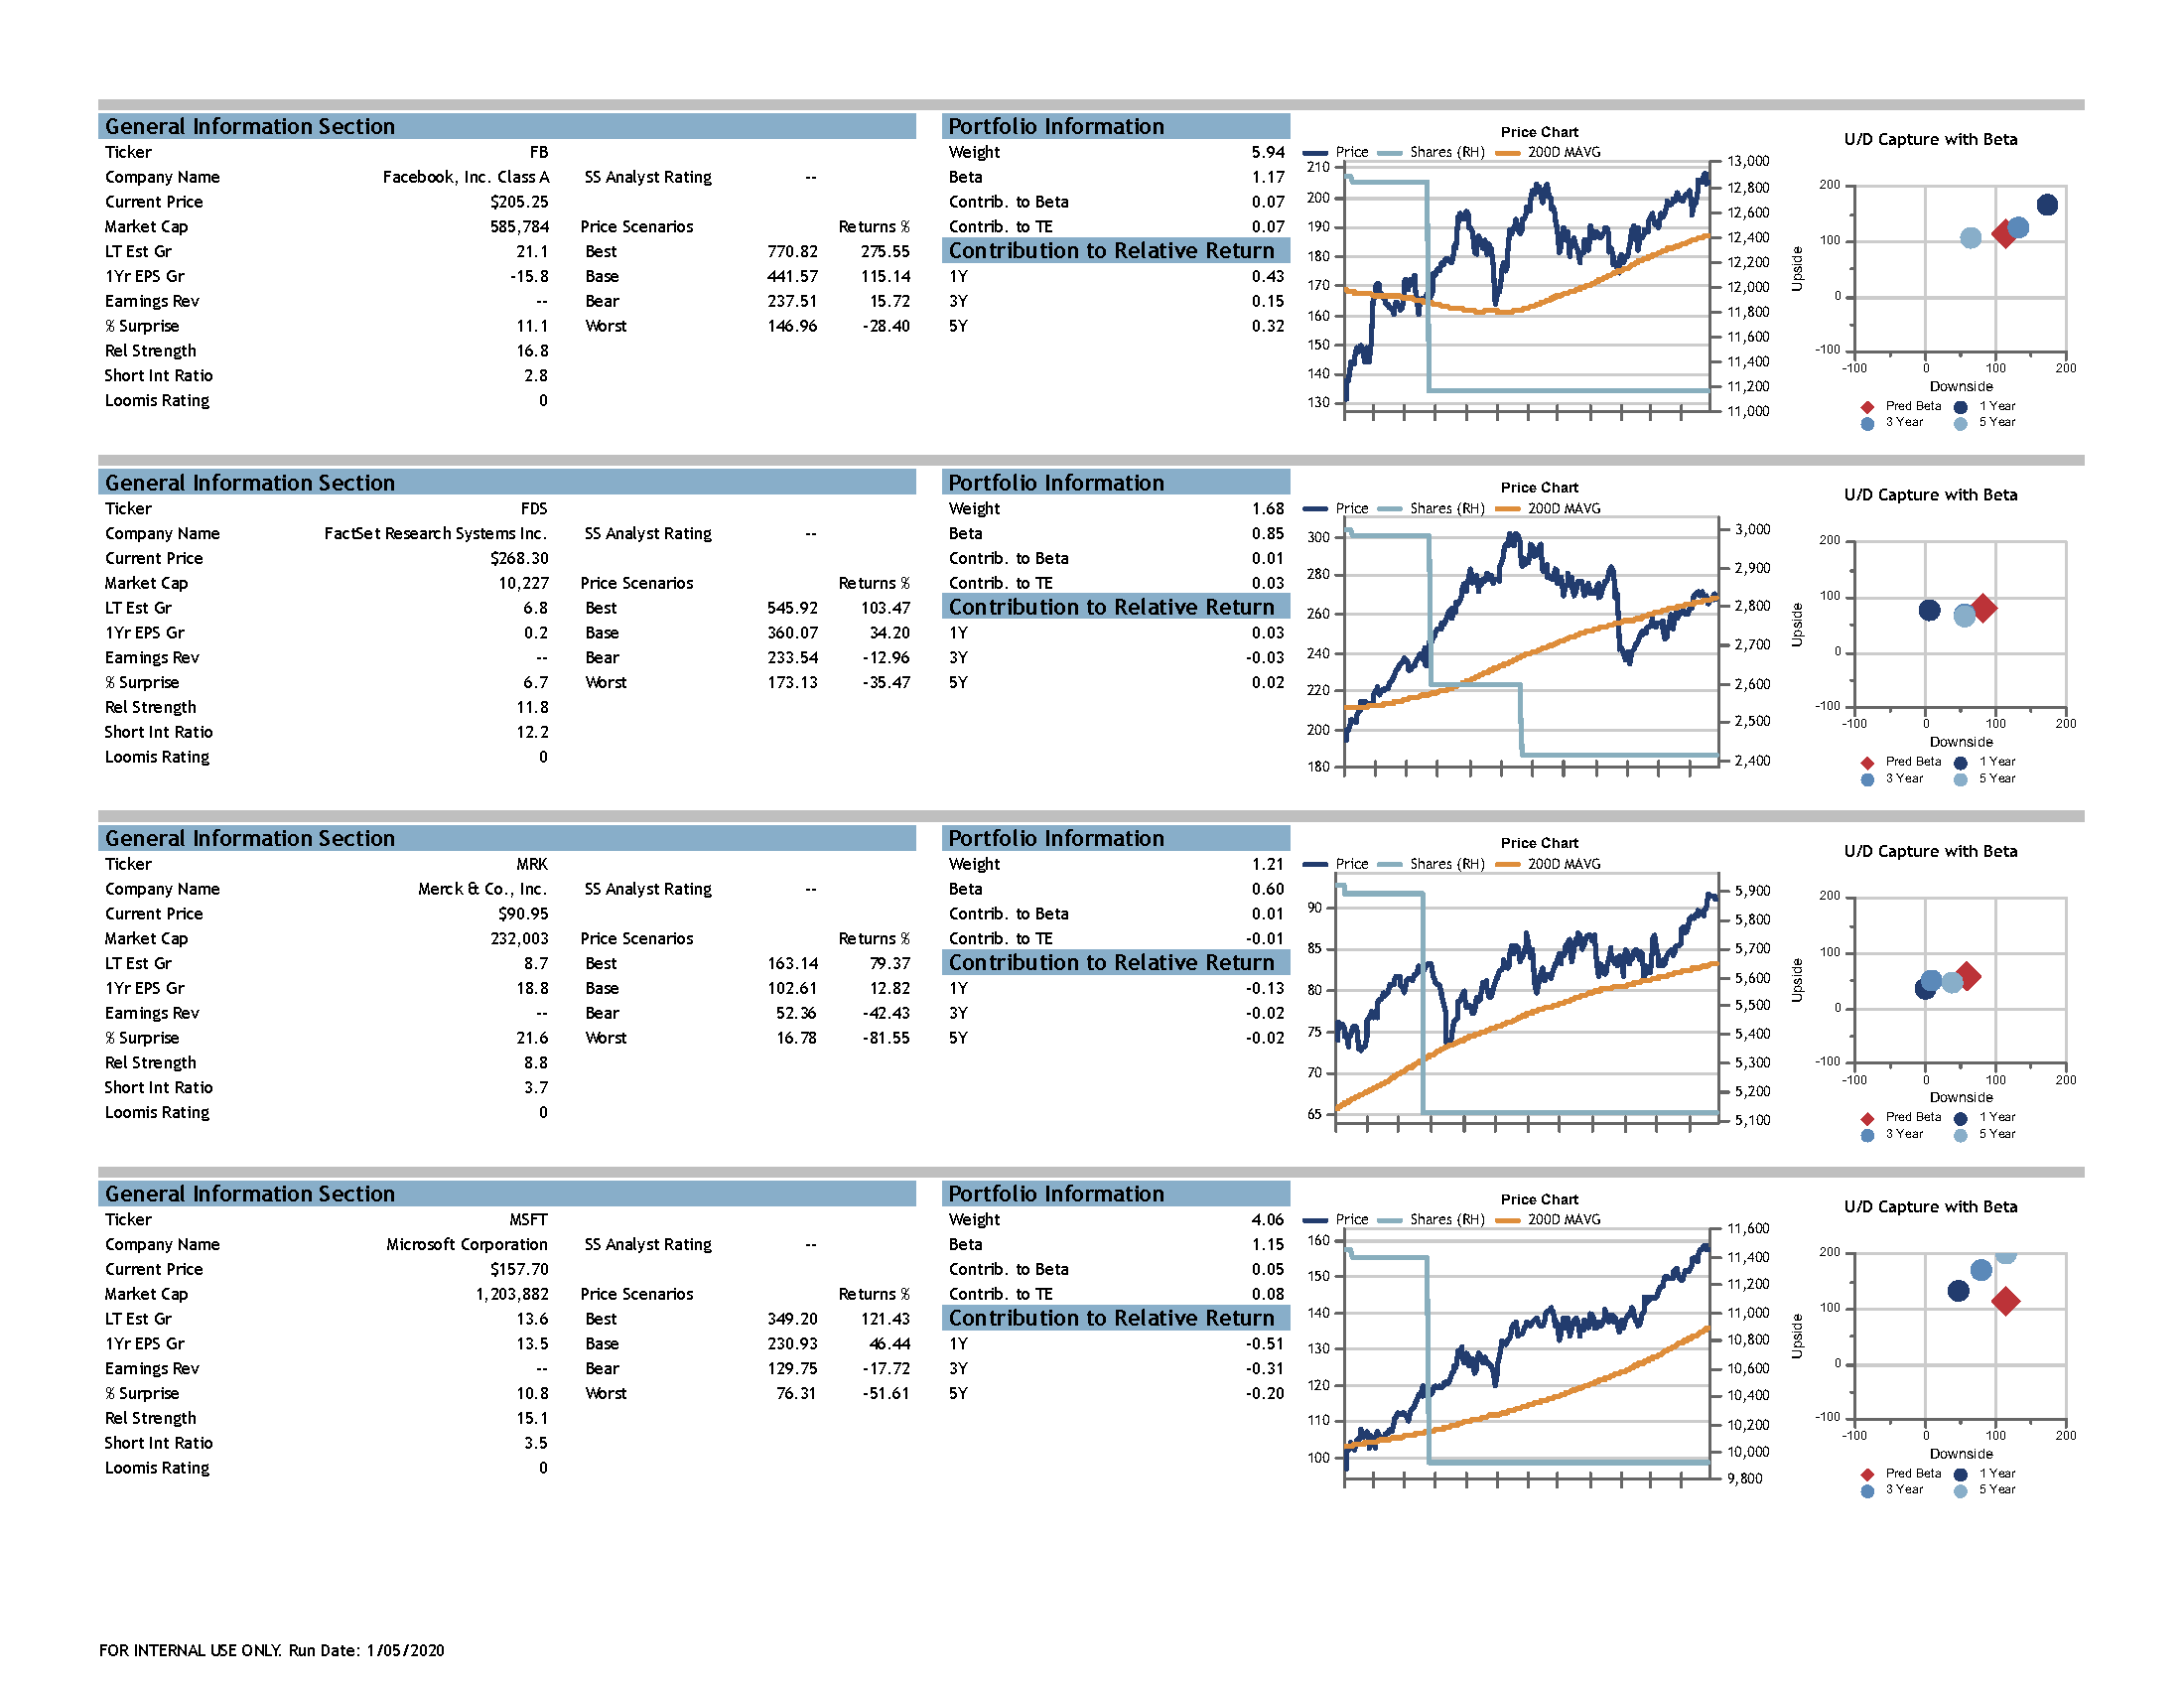 General Information Section
Ticker FB
Company Name Facebook, Inc. Class A SS Analyst Rating --
Current Price $205.25
Market Cap 585,784 Price Scenarios Returns %
LT Est Gr 21.1 Best 770.82 275.55
1Yr EPS Gr -15.8 Base 441.57 115.14
Earnings Rev -- Bear 237.51 15.72
% Surprise 11.1 Worst 146.96 -28.40
Rel Strength 16.8
Short Int Ratio 2.8
Loomis Rating 0
Portfolio Information
Weight 5.94
Beta 1.17
Contrib. to Beta 0.07
Contrib. to TE 0.07
Contribution to Relative Return
1Y 0.43
3Y 0.15
5Y 0.32
Price Chart
Price Shares (RH) 200D MAVG
210 13,000
200 12,800
190 12,600
180 12,400
170 12,200
160 12,000
150 11,800
140 11,600
130 11,400
11,200
11,000
U/D Capture with Beta
Upside
200
100
0
-100
-100 0 100 200
Downside
Pred Beta 1 Year
3 Year 5 Year
General Information Section
Ticker FDS
Company Name FactSet Research Systems Inc. SS Analyst Rating --
Current Price $268.30
Market Cap 10,227 Price Scenarios Returns %
LT Est Gr 6.8 Best 545.92 103.47
1Yr EPS Gr 0.2 Base 360.07 34.20
Earnings Rev -- Bear 233.54 -12.96
% Surprise 6.7 Worst 173.13 -35.47
Rel Strength 11.8
Short Int Ratio 12.2
Loomis Rating 0
Portfolio Information
Weight 1.68
Beta 0.85
Contrib. to Beta 0.01
Contrib. to TE 0.03
Contribution to Relative Return
1Y 0.03
3Y -0.03
5Y 0.02
Price Chart
Price Shares (RH) 200D MAVG
300 3,000
280 2,900
260 2,800
240 2,700
220 2,600
200 2,500
180 2,400
U/D Capture with Beta
Upside
200
100
0
-100
-100 0 100 200
Downside
Pred Beta 1 Year
3 Year 5 Year
General Information Section
Ticker MRK
Company Name Merck & Co., Inc. SS Analyst Rating --
Current Price $90.95
Market Cap 232,003 Price Scenarios Returns %
LT Est Gr 8.7 Best 163.14 79.37
1Yr EPS Gr 18.8 Base 102.61 12.82
Earnings Rev -- Bear 52.36 -42.43
% Surprise 21.6 Worst 16.78 -81.55
Rel Strength 8.8
Short Int Ratio 3.7
Loomis Rating 0
Portfolio Information
Weight 1.21
Beta 0.60
Contrib. to Beta 0.01
Contrib. to TE -0.01
Contribution to Relative Return
1Y -0.13
3Y -0.02
5Y -0.02
Price Chart
Price Shares (RH) 200D MAVG
90 5,900
85 5,800
80 5,700
75 5,600
70 5,500
65 5,400
5,300
5,200
5,100
U/D Capture with Beta
Upside
200
100
0
-100
-100 0 100 200
Downside
Pred Beta 1 Year
3 Year 5 Year
General Information Section
Ticker MSFT
Company Name Microsoft Corporation SS Analyst Rating --
Current Price $157.70
Market Cap 1,203,882 Price Scenarios Returns %
LT Est Gr 13.6 Best 349.20 121.43
1Yr EPS Gr 13.5 Base 230.93 46.44
Earnings Rev -- Bear 129.75 -17.72
% Surprise 10.8 Worst 76.31 -51.61
Rel Strength 15.1
Short Int Ratio 3.5
Loomis Rating 0
Portfolio Information
Weight 4.06
Beta 1.15
Contrib. to Beta 0.05
Contrib. to TE 0.08
Contribution to Relative Return
1Y -0.51
3Y -0.31
5Y -0.20
Price Chart
Price Shares (RH) 200D MAVG
160 11,600
150 11,400
140 11,200
130 11,000
120 10,800
110 10,600
100 10,400
10,200
10,000
9,800
U/D Capture with Beta
Upside
200
100
0
-100
-100 0 100 200
Downside
Pred Beta 1 Year
3 Year 5 Year
FOR INTERNAL USE ONLY. Run Date: 1/05/2020